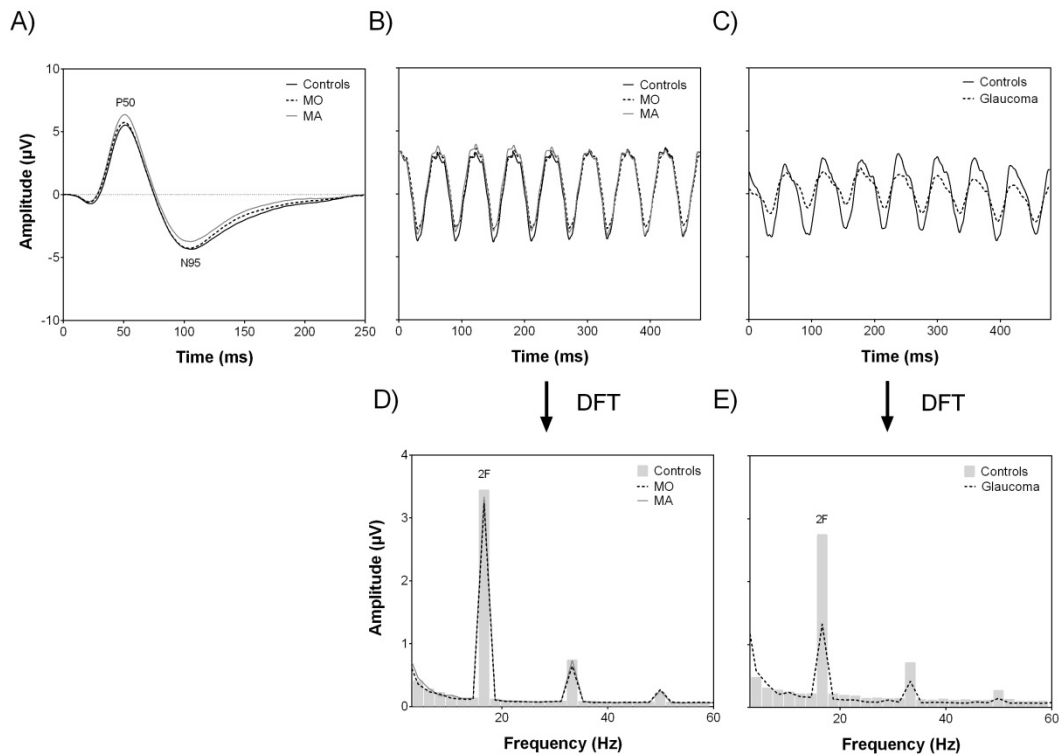 A)
B)
C)
Amplitude (µV)
10
5
0
-5
-10
P50
N95
Controls
MO
MA
0 50 100 150 200 250
Time (ms)
Controls
MO
MA
0 100 200 300 400
Time (ms)
Controls
Glaucoma
0 100 200 300 400
Time (ms)
D)
DFT
E)
DFT
Amplitude (µV)
4
3
2
1
0
2F
Controls
MO
MA
20 40 60
Frequency (Hz)
2F
Controls
Glaucoma
20 40 60
Frequency (Hz)